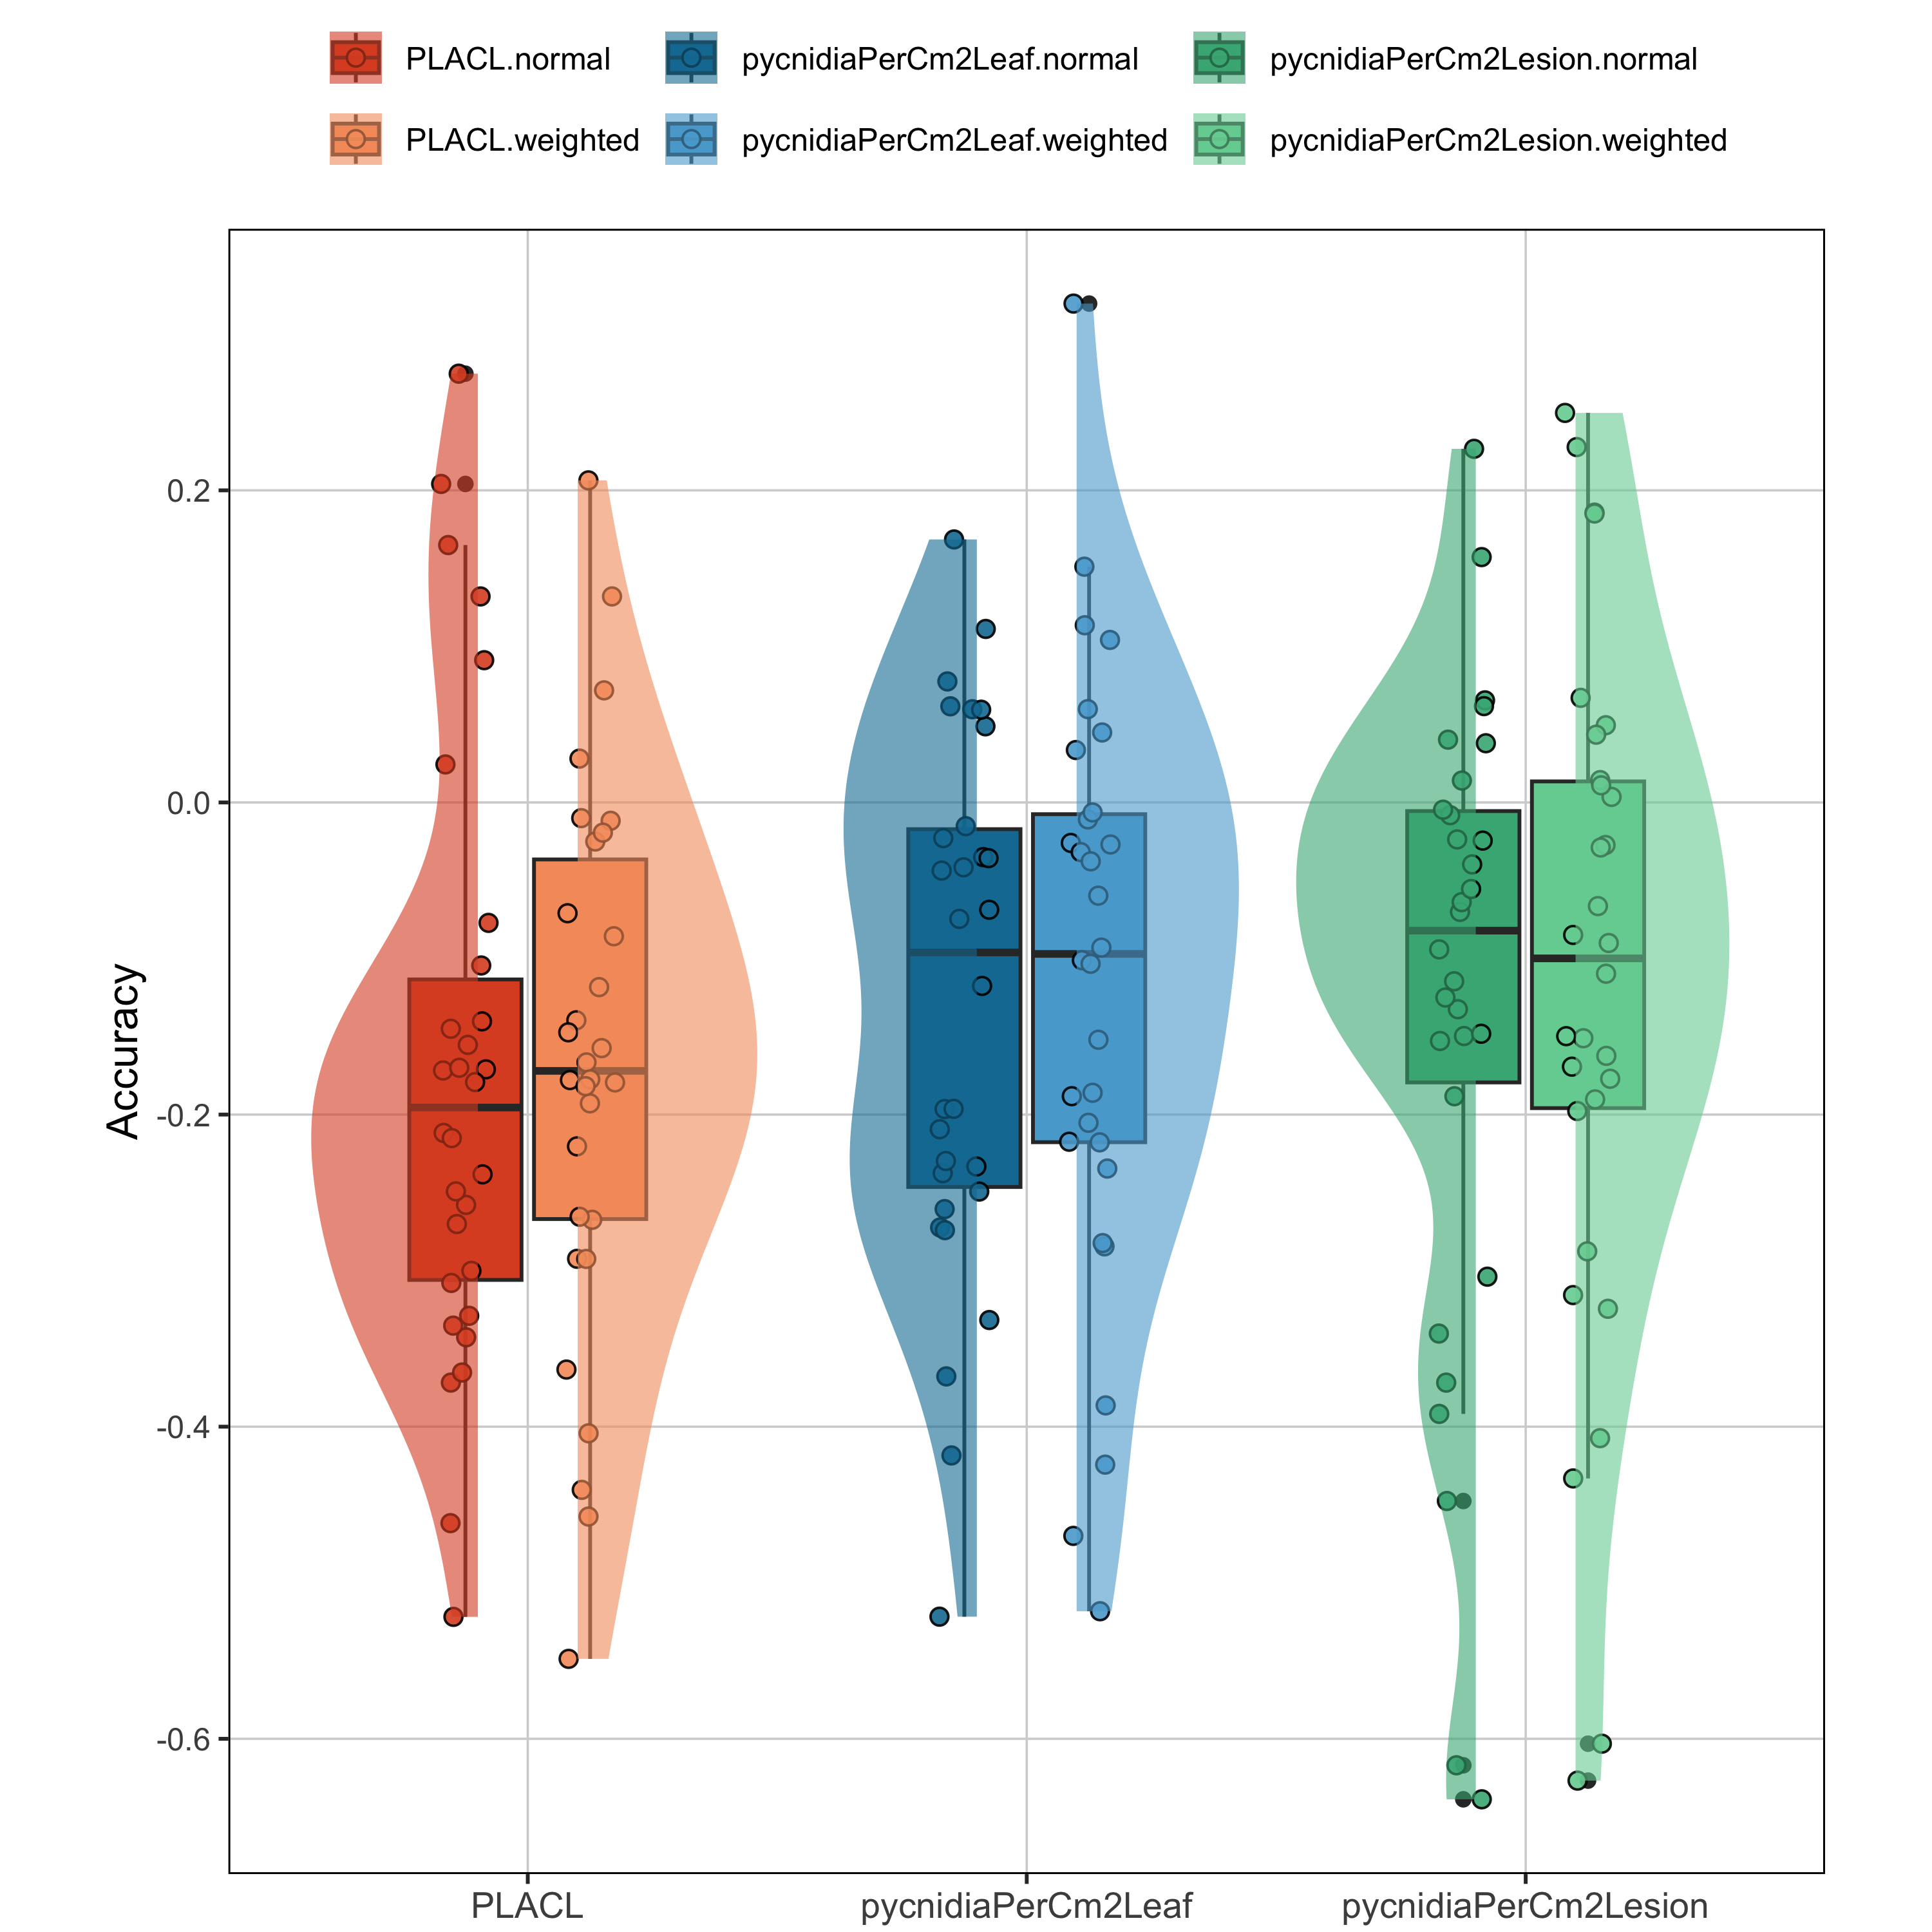 PLACL.normal pycnidiaPerCm2Leaf.normal pycnidiaPerCm2Lesion.normal
PLACL.weighted pycnidiaPerCm2Leaf.weighted pycnidiaPerCm2Lesion.weighted
Accuracy
0.2
0.0
-0.2
-0.4
-0.6
PLACL pycnidiaPerCm2Leaf pycnidiaPerCm2Lesion